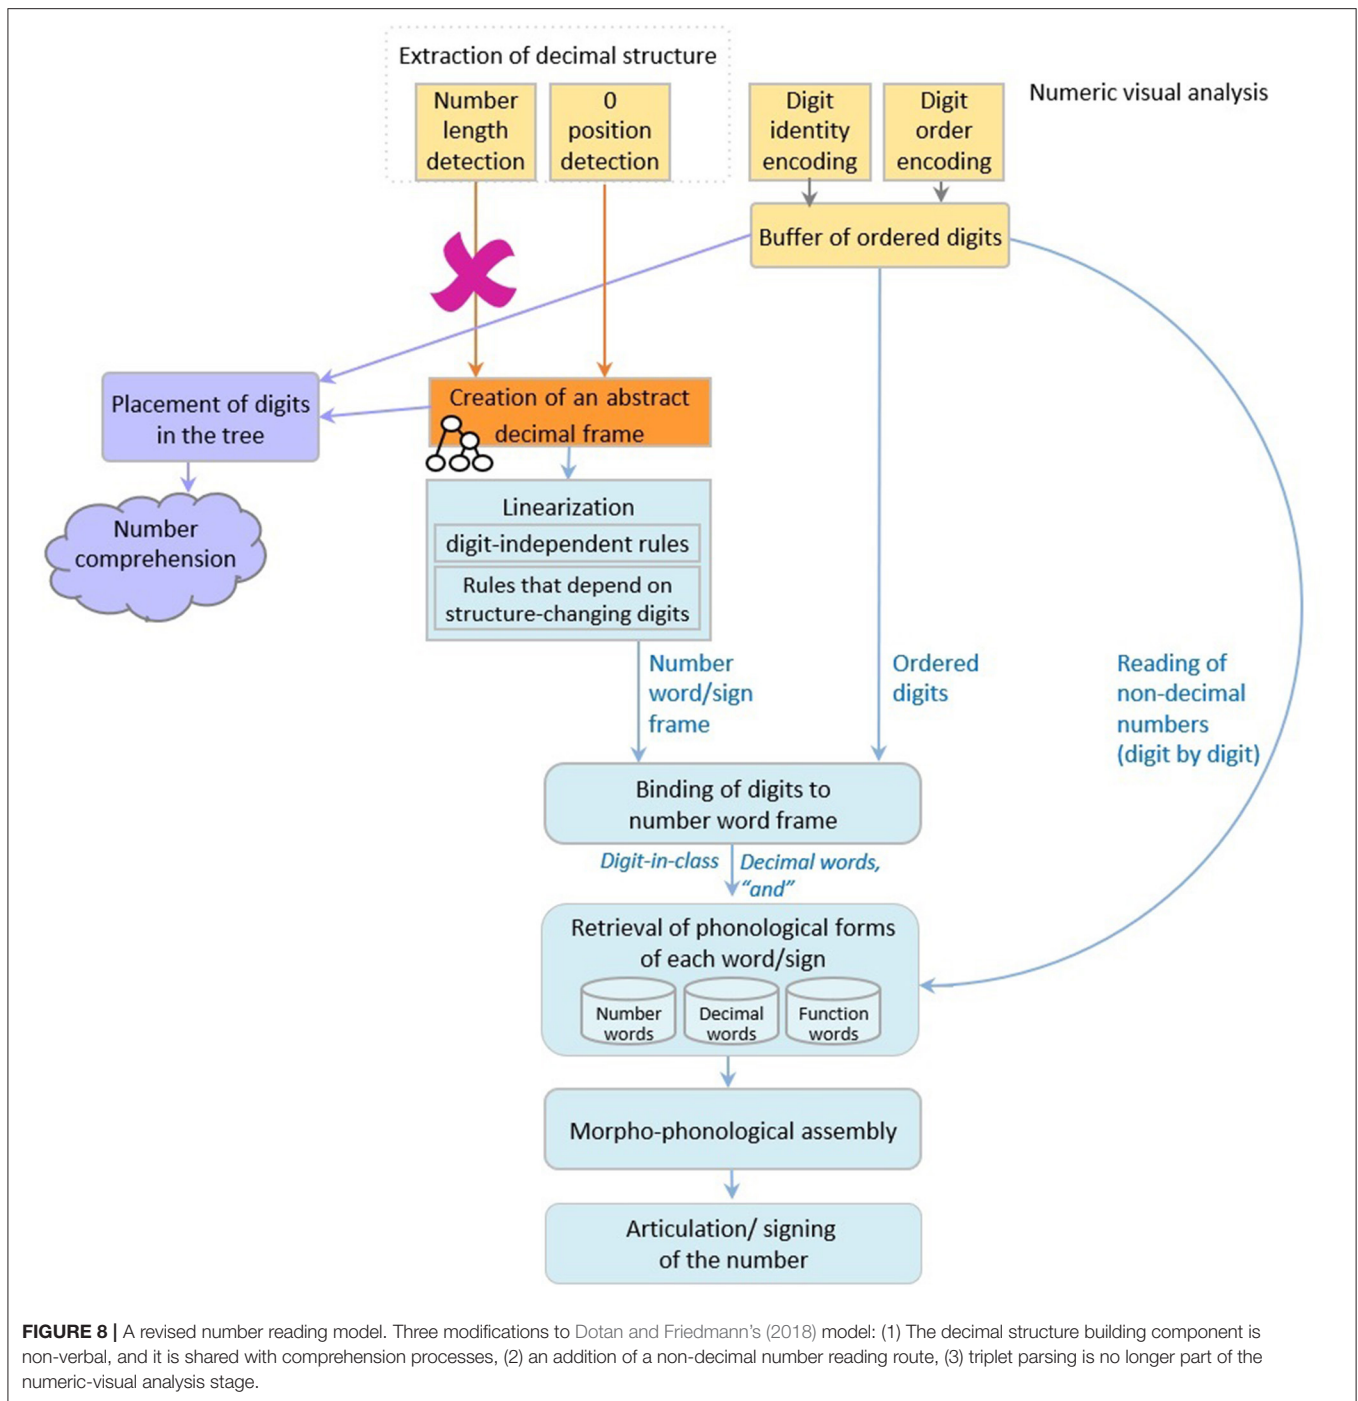 Extraction of decimal structure
Number
length
detection
0
position
detection
Digit
identity
encoding
Digit
order
encoding
Numeric visual analysis
Buffer of ordered digits
Placement of digits
in the tree
Creation of an abstract
decimal frame
Number
comprehension
Linearization
digit-independent rules
Rules that depend on
structure-changing digits
Number
word/sign
frame
Ordered
digits
Reading of
non-decimal
numbers
(digit by digit)
Binding of digits to
number word frame
Digit-in-class
Decimal words,
“and”
Retrieval of phonological forms
of each word/sign
Number
words
Decimal
words
Function
words
Morpho-phonological assembly
Articulation/ signing
of the number
FIGURE 8 | A revised number reading model. Three modifications to Dotan and Friedmann’s (2018) model: (1) The decimal structure building component is
non-verbal, and it is shared with comprehension processes, (2) an addition of a non-decimal number reading route, (3) triplet parsing is no longer part of the
numeric-visual analysis stage.